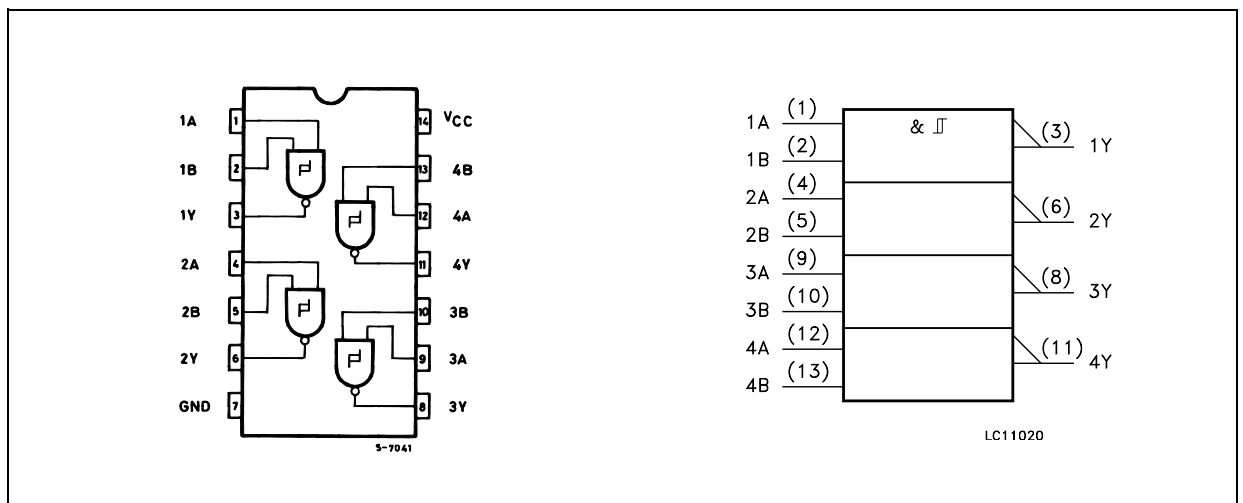 1A 1 14 VCC
1B 2 13 4B
1Y 3 12 4A
2A 4 11 4Y
2B 5 10 3B
2Y 6 9 3A
GND 7 8 3Y
S-7041
&
1A (1)
1B (2)
2A (4)
2B (5)
3A (9)
3B (10)
4A (12)
4B (13)
(3) 1Y
(6) 2Y
(8) 3Y
(11) 4Y
LC11020